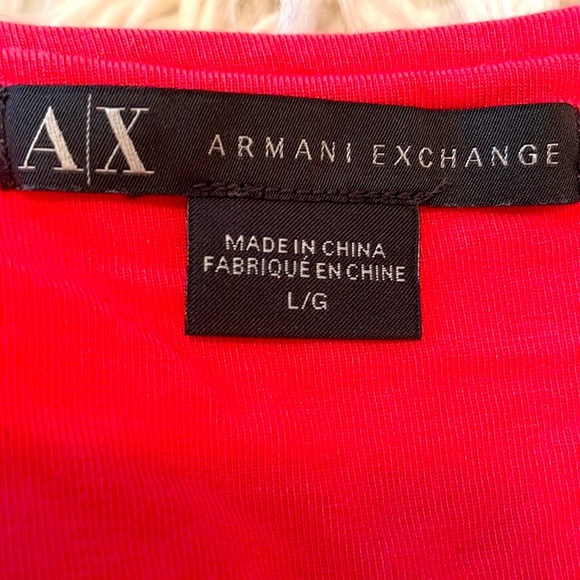 A|X ARMANI EXCHANGE
MADE IN CHINA
FABRIQUÉ EN CHINE
L/G